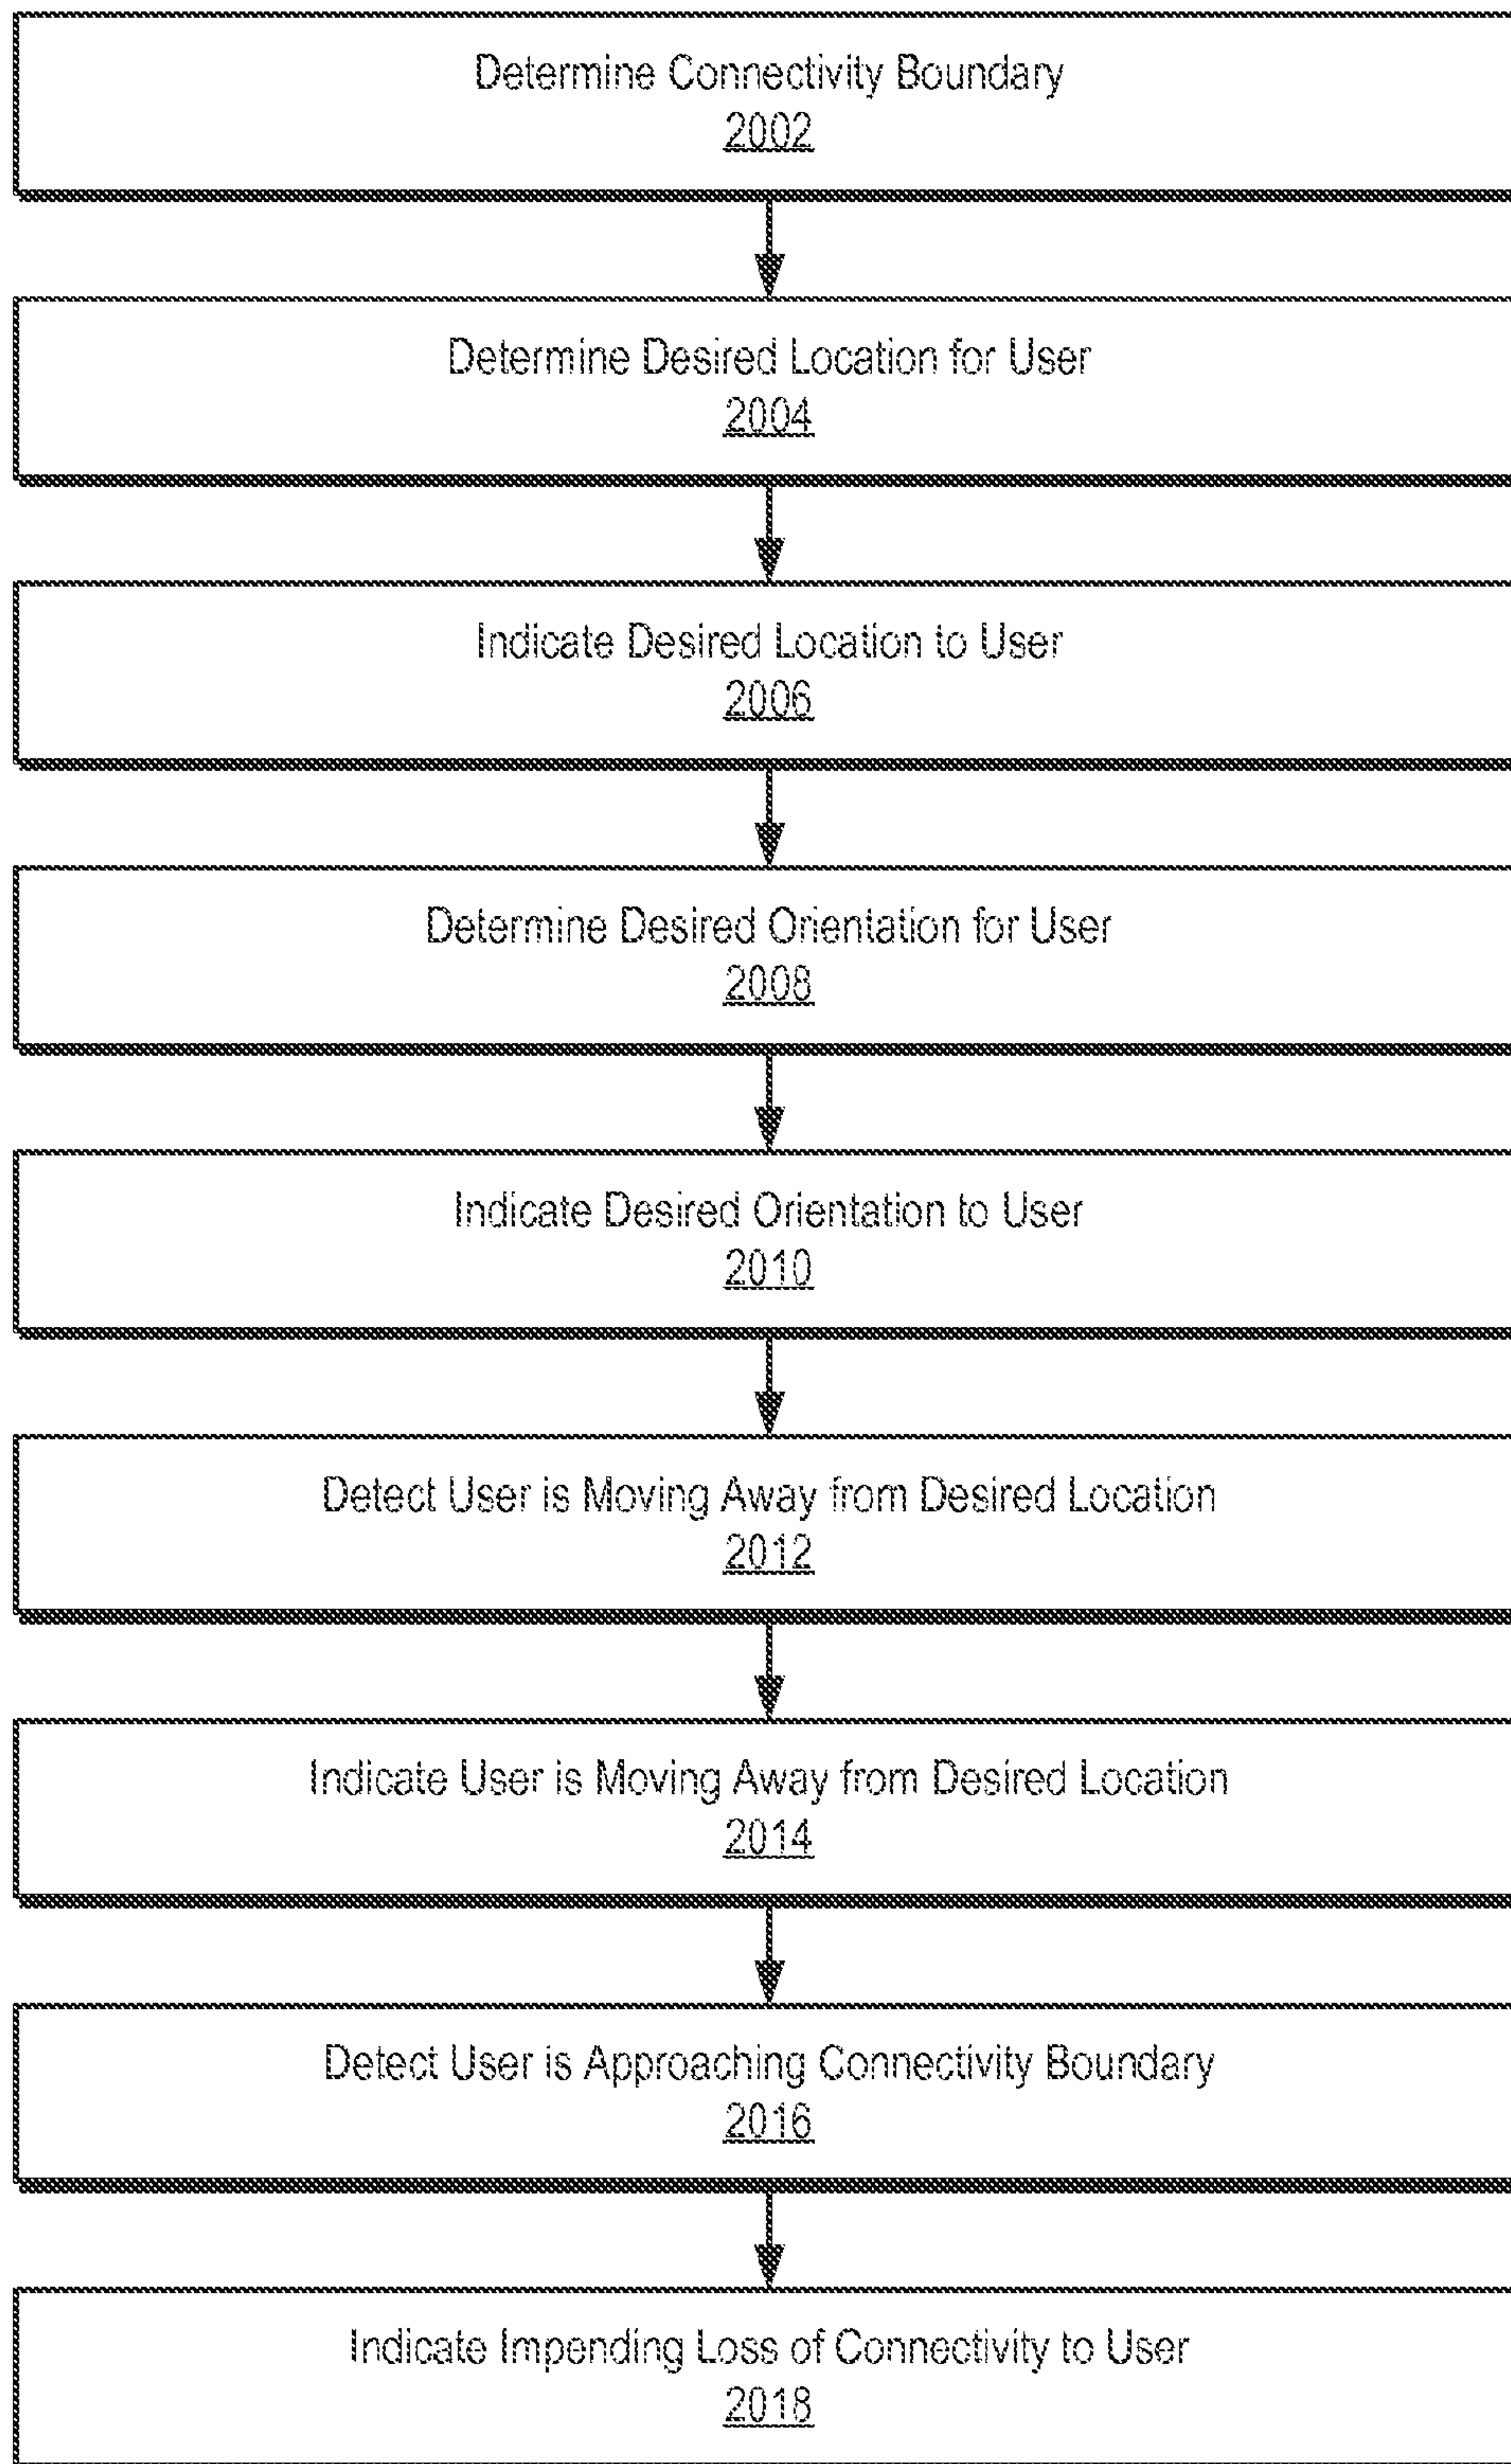 Determine Connectivity Boundary
2002
Determine Desired Location for User
2004
Indicate Desired Location to User
2006
Determine Desired Orientation for User
2008
Indicate Desired Orientation to User
2010
Detect User is Moving Away from Desired Location
2012
Indicate User is Moving Away from Desired Location
2014
Detect User is Approaching Connectivity Boundary
2016
Indicate Impending Loss of Connectivity to User
2018